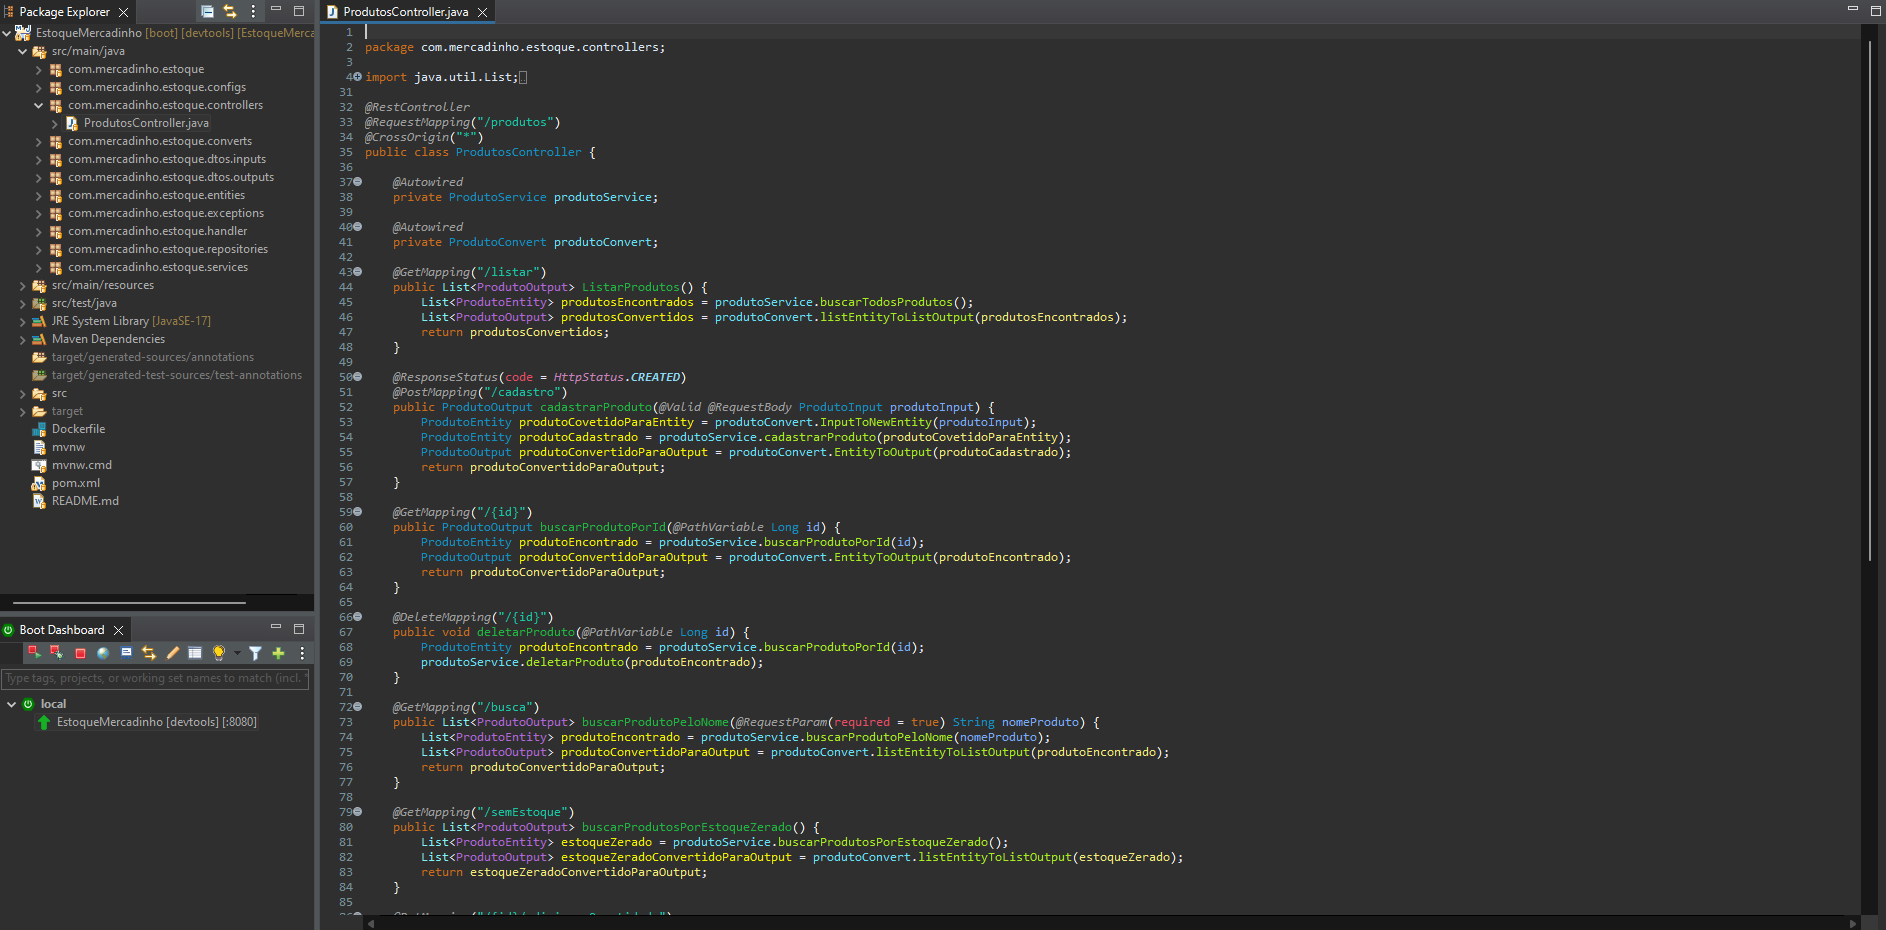 Package Explorer
EstoqueMercadinho [boot] [devtools] [EstoqueMerca
src/main/java
com.mercadinho.estoque
com.mercadinho.estoque.configs
com.mercadinho.estoque.controllers
ProdutosController.java
com.mercadinho.estoque.converts
com.mercadinho.estoque.dtos.inputs
com.mercadinho.estoque.dtos.outputs
com.mercadinho.estoque.entities
com.mercadinho.estoque.exceptions
com.mercadinho.estoque.handler
com.mercadinho.estoque.repositories
com.mercadinho.estoque.services
src/main/resources
src/test/java
JRE System Library [JavaSE-17]
Maven Dependencies
target/generated-sources/annotations
target/generated-test-sources/test-annotations
src
target
Dockerfile
mvnw
mvnw.cmd
pom.xml
README.md
Boot Dashboard
Type tags, projects, or working set names to match (incl. *
local
EstoqueMercadinho [devtools] [:8080]
ProdutosController.java
1
2 package com.mercadinho.estoque.controllers;
3
4 import java.util.List;
31
32 @RestController
33 @RequestMapping("/produtos")
34 @CrossOrigin("*")
35 public class ProdutosController {
36
37 @Autowired
38 private ProdutoService produtoService;
39
40 @Autowired
41 private ProdutoConvert produtoConvert;
42
43 @GetMapping("/listar")
44 public List<ProdutoOutput> ListarProdutos() {
45 List<ProdutoEntity> produtosEncontrados = produtoService.buscarTodosProdutos();
46 List<ProdutoOutput> produtosConvertidos = produtoConvert.listEntityToListOutput(produtosEncontrados);
47 return produtosConvertidos;
48 }
49
50 @ResponseStatus(code = HttpStatus.CREATED)
51 @PostMapping("/cadastro")
52 public ProdutoOutput cadastrarProduto(@Valid @RequestBody ProdutoInput produtoInput) {
53 ProdutoEntity produtoCovetidoParaEntity = produtoConvert.InputToNewEntity(produtoInput);
54 ProdutoEntity produtoCadastrado = produtoService.cadastrarProduto(produtoCovetidoParaEntity);
55 ProdutoOutput produtoConvertidoParaOutput = produtoConvert.EntityToOutput(produtoCadastrado);
56 return produtoConvertidoParaOutput;
57 }
58
59 @GetMapping("/{id}")
60 public ProdutoOutput buscarProdutoPorId(@PathVariable Long id) {
61 ProdutoEntity produtoEncontrado = produtoService.buscarProdutoPorId(id);
62 ProdutoOutput produtoConvertidoParaOutput = produtoConvert.EntityToOutput(produtoEncontrado);
63 return produtoConvertidoParaOutput;
64 }
65
66 @DeleteMapping("/{id}")
67 public void deletarProduto(@PathVariable Long id) {
68 ProdutoEntity produtoEncontrado = produtoService.buscarProdutoPorId(id);
69 produtoService.deletarProduto(produtoEncontrado);
70 }
71
72 @GetMapping("/busca")
73 public List<ProdutoOutput> buscarProdutoPeloNome(@RequestParam(required = true) String nomeProduto) {
74 List<ProdutoEntity> produtoEncontrado = produtoService.buscarProdutoPeloNome(nomeProduto);
75 List<ProdutoOutput> produtoConvertidoParaOutput = produtoConvert.listEntityToListOutput(produtoEncontrado);
76 return produtoConvertidoParaOutput;
77 }
78
79 @GetMapping("/semEstoque")
80 public List<ProdutoOutput> buscarProdutosPorEstoqueZerado() {
81 List<ProdutoEntity> estoqueZerado = produtoService.buscarProdutosPorEstoqueZerado();
82 List<ProdutoOutput> estoqueZeradoConvertidoParaOutput = produtoConvert.listEntityToListOutput(estoqueZerado);
83 return estoqueZeradoConvertidoParaOutput;
84 }
85